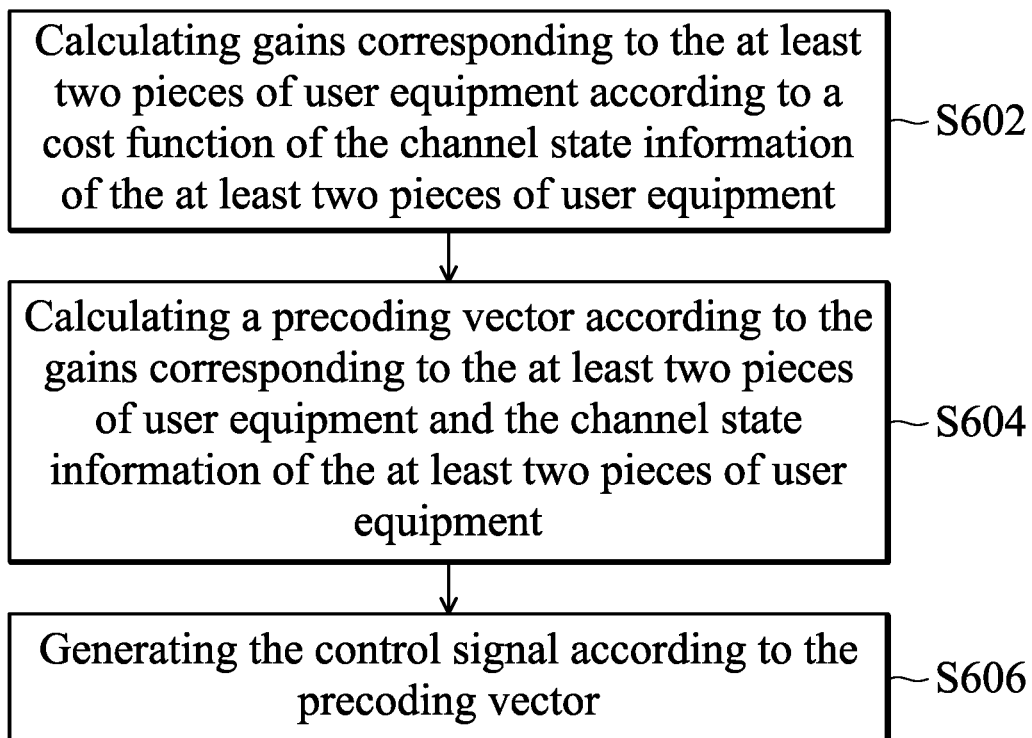 Calculating gains corresponding to the at least
two pieces of user equipment according to a
cost function of the channel state information
of the at least two pieces of user equipment
S602
Calculating a precoding vector according to the
gains corresponding to the at least two pieces
of user equipment and the channel state
information of the at least two pieces of user
equipment
S604
Generating the control signal according to the
precoding vector
S606